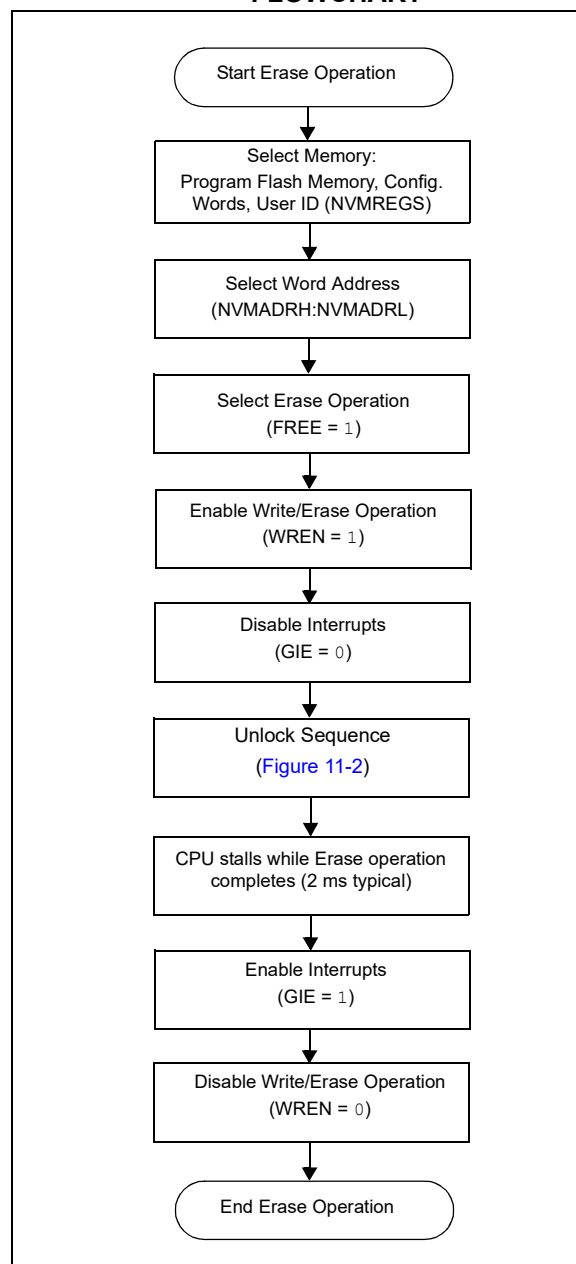 FLOWCHART
Start Erase Operation
Select Memory:
Program Flash Memory, Config.
Words, User ID (NVMREGS)
Select Word Address
(NVMADRH:NVMADRL)
Select Erase Operation
(FREE = 1)
Enable Write/Erase Operation
(WREN = 1)
Disable Interrupts
(GIE = 0)
Unlock Sequence
(Figure 11-2)
CPU stalls while Erase operation
completes (2 ms typical)
Enable Interrupts
(GIE = 1)
Disable Write/Erase Operation
(WREN = 0)
End Erase Operation